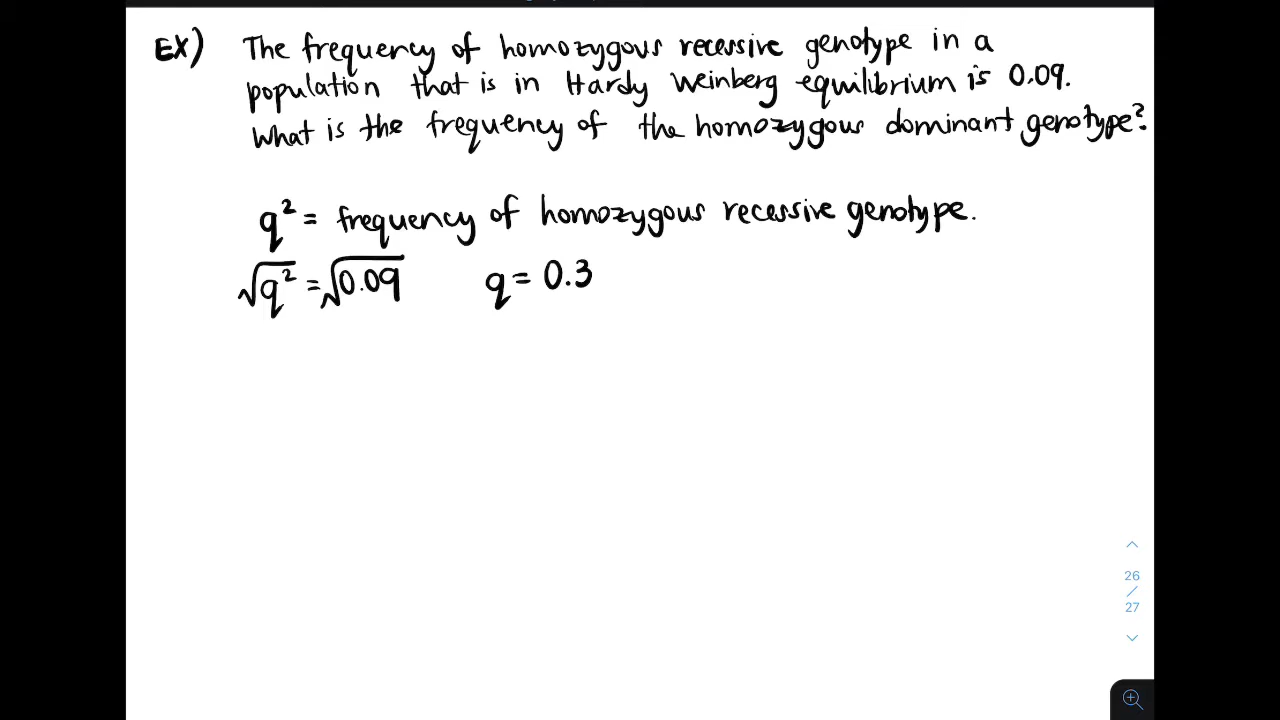 EX) The frequency of homozygous recessive genotype in a
population that is in Hardy Weinberg equilibrium is 0.09.
What is the frequency of the homozygous dominant genotype?
q² = frequency of homozygous recessive genotype.
√q² = √0.09 q = 0.3
26
/
27